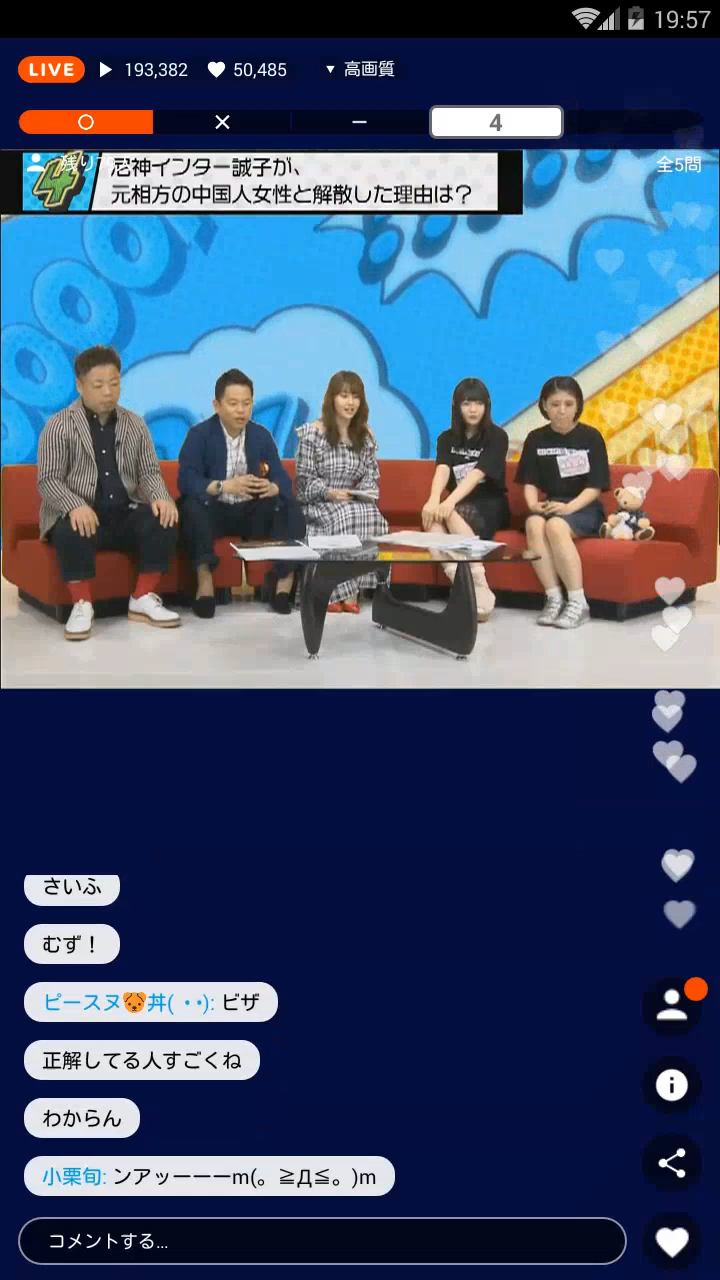 19:57
LIVE 193,382 50,485 ▼ 高画質
○ × − 4
残り
全5問
尼神インター誠子が、
元相方の中国人女性と解散した理由は？
さいふ
むず！
ピースヌ🐻丼( ･･): ビザ
正解してる人すごくね
わからん
小栗旬: ンアッーーーm(。≧Д≦。)m
コメントする...